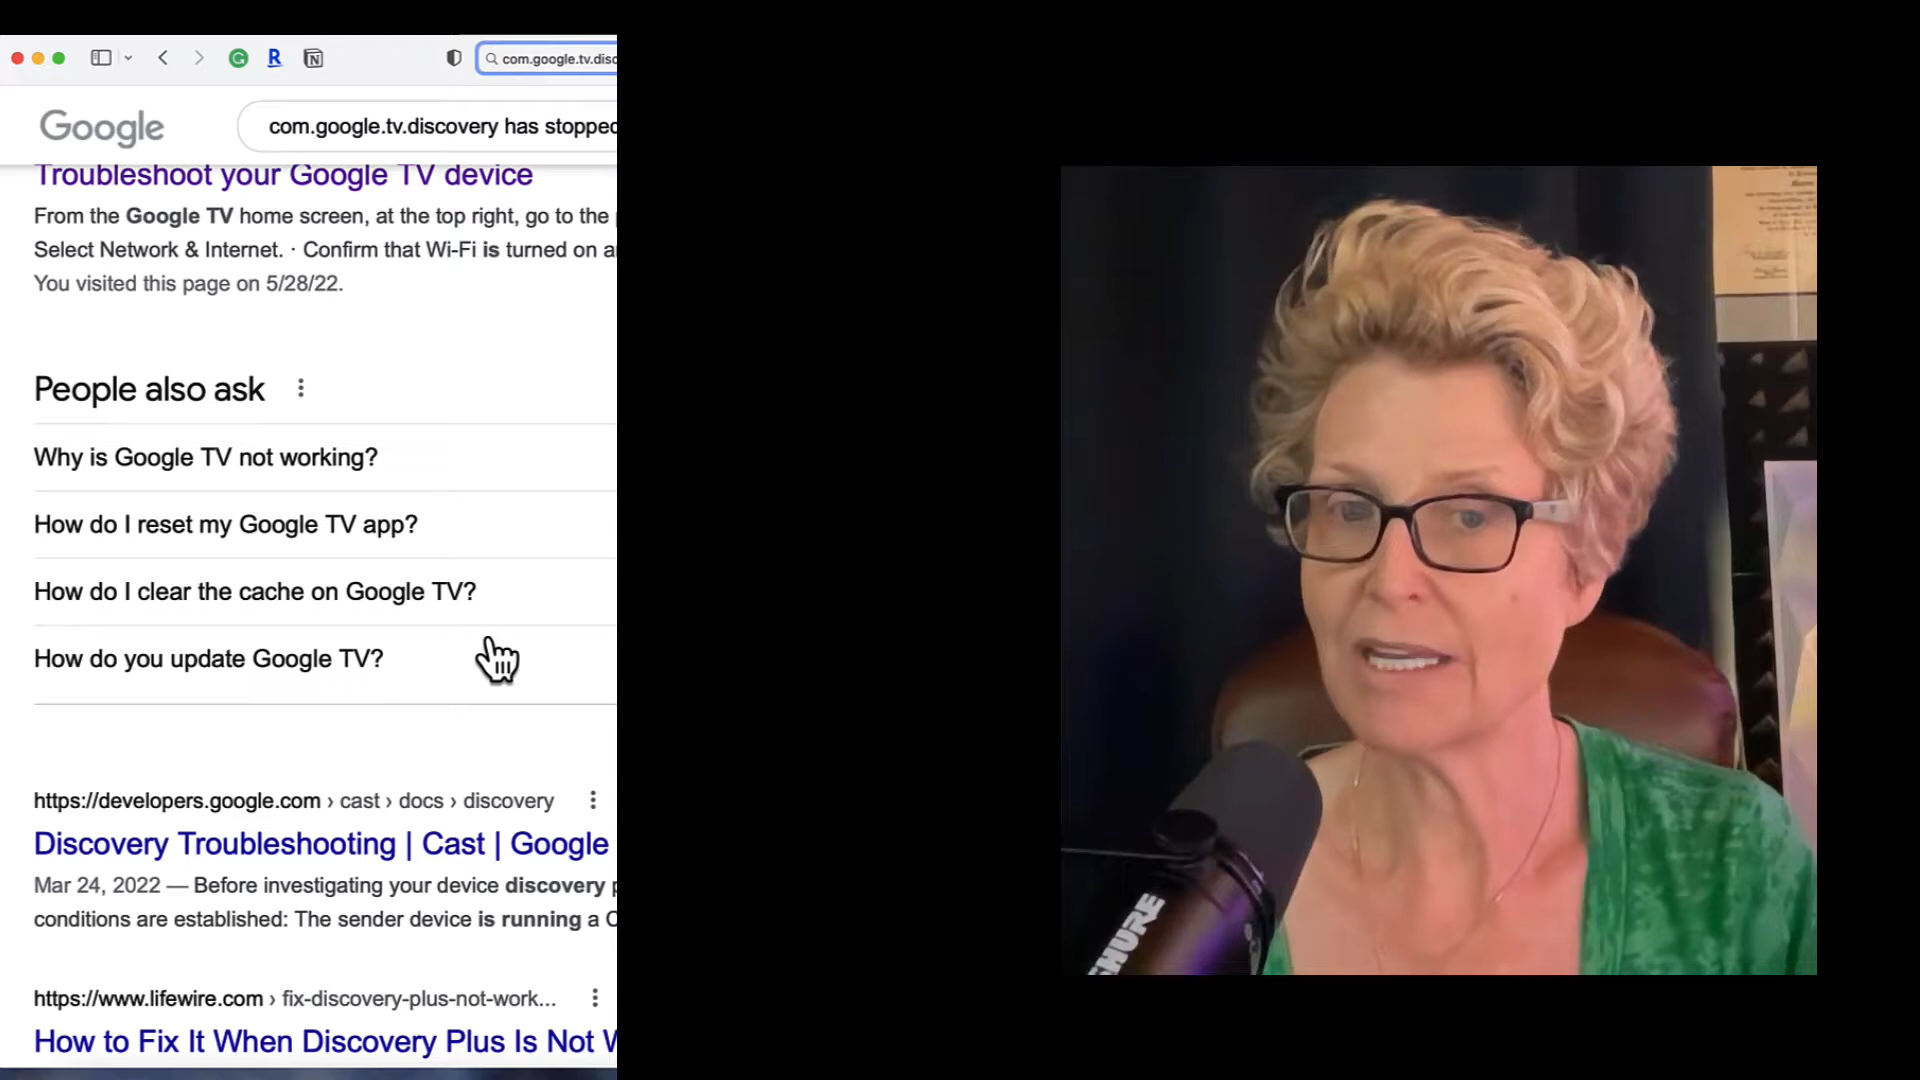 com.google.tv.disc
Google
com.google.tv.discovery has stopped
Troubleshoot your Google TV device
From the Google TV home screen, at the top right, go to the
Select Network & Internet. · Confirm that Wi-Fi is turned on
You visited this page on 5/28/22.
People also ask
Why is Google TV not working?
How do I reset my Google TV app?
How do I clear the cache on Google TV?
How do you update Google TV?
https://developers.google.com › cast › docs › discovery
Discovery Troubleshooting | Cast | Google
Mar 24, 2022 — Before investigating your device discovery
conditions are established: The sender device is running a
https://www.lifewire.com › fix-discovery-plus-not-work...
How to Fix It When Discovery Plus Is Not
SHURE